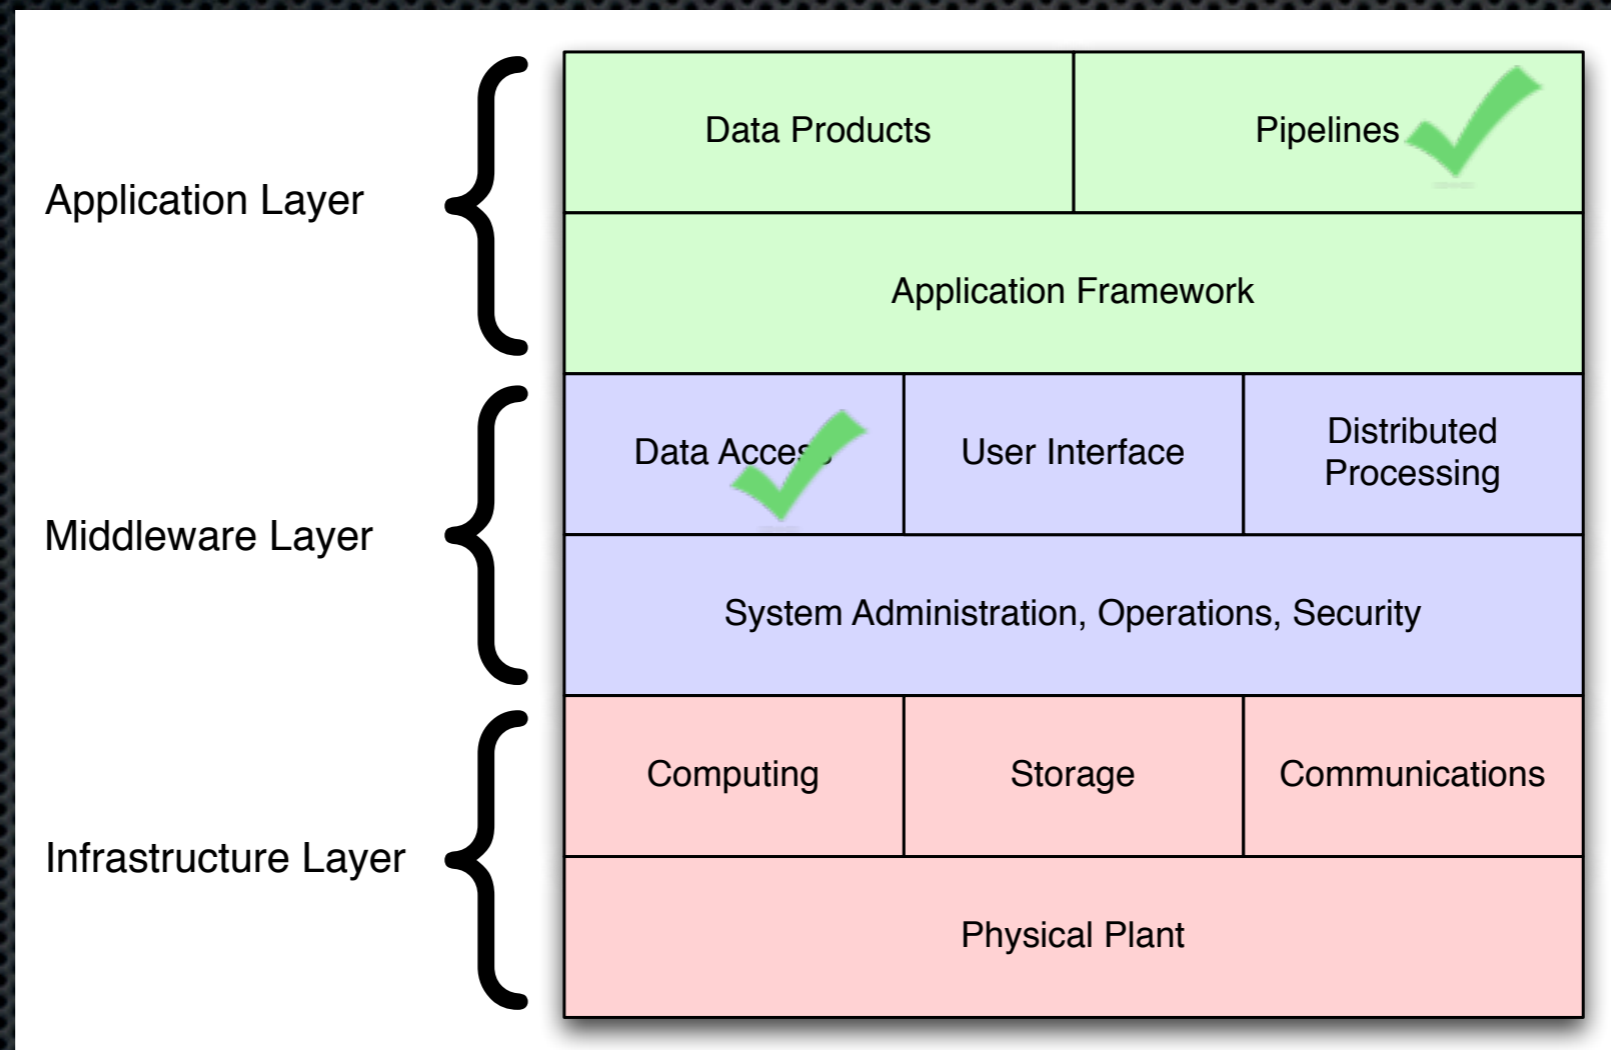 Data Products
Pipelines
Application Layer
Application Framework
Data Access
User Interface
Distributed
Processing
Middleware Layer
System Administration, Operations, Security
Computing
Storage
Communications
Infrastructure Layer
Physical Plant